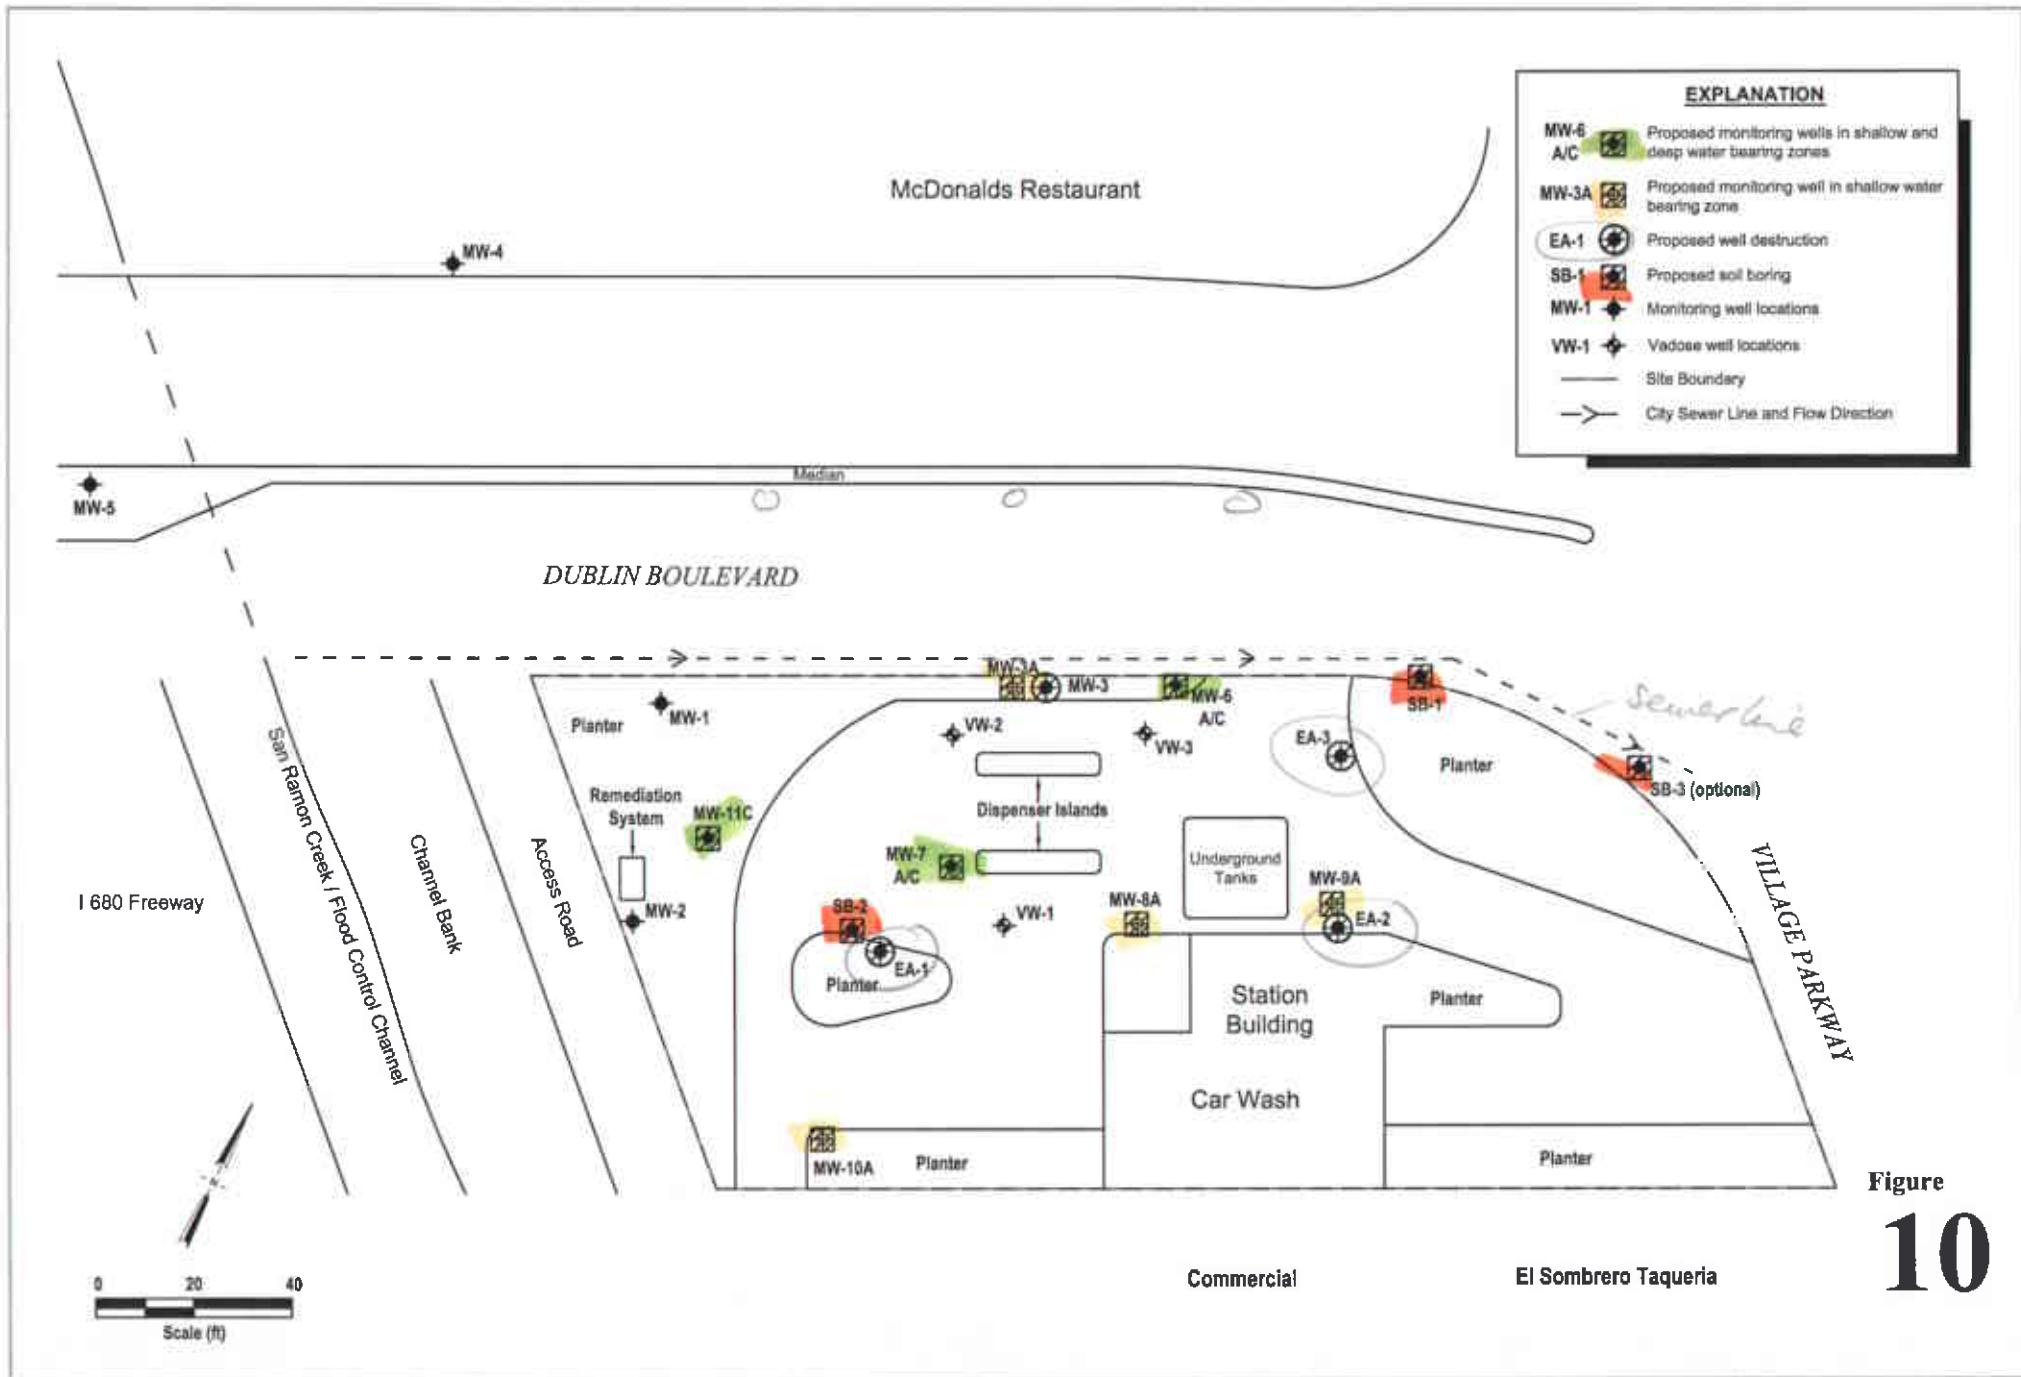 EXPLANATION
MW-6
A/C
Proposed monitoring wells in shallow and
deep water bearing zones
MW-3A
Proposed monitoring well in shallow water
bearing zone
EA-1
Proposed well destruction
SB-1
Proposed soil boring
MW-1
Monitoring well locations
VW-1
Vadose well locations
Site Boundary
City Sewer Line and Flow Direction
McDonalds Restaurant
MW-4
Median
MW-5
DUBLIN BOULEVARD
MW-3A
MW-3
MW-6
A/C
SB-1
sewer line
MW-1
Planter
VW-2
VW-3
EA-3
Planter
SB-3 (optional)
Remediation
System
MW-11C
Dispenser Islands
MW-7
A/C
Underground
Tanks
MW-9A
MW-8A
EA-2
SB-2
VW-1
MW-2
EA-1
Planter
I 680 Freeway
San Ramon Creek / Flood Control Channel
Channel Bank
Access Road
VILLAGE PARKWAY
Station
Building
Planter
Car Wash
MW-10A
Planter
Planter
N
0 20 40
Scale (ft)
Commercial
El Sombrero Taqueria
Figure
10